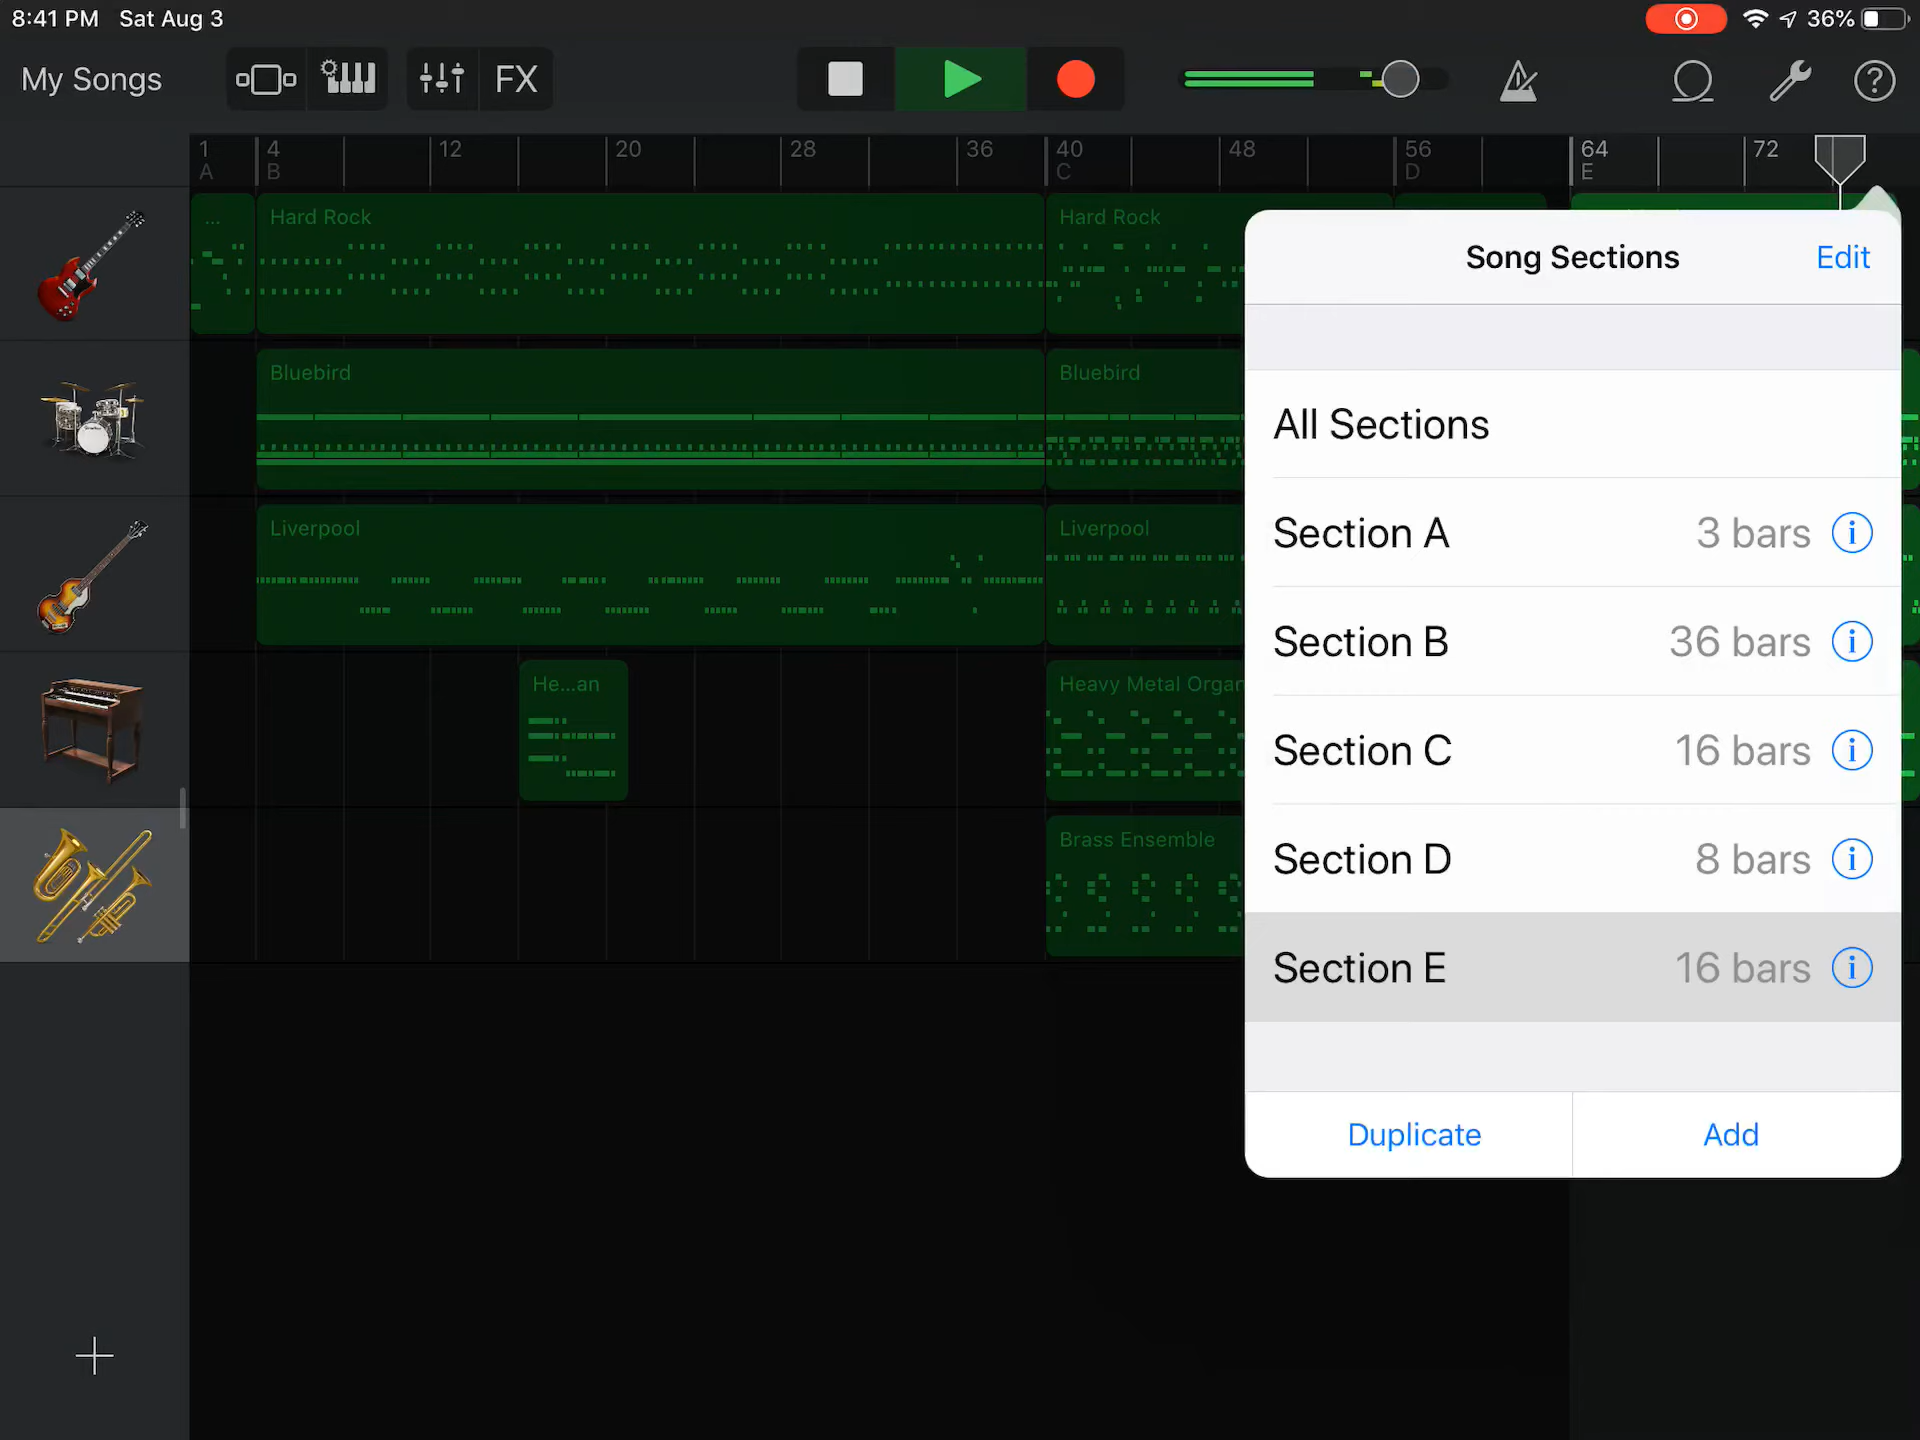 8:41 PM Sat Aug 3 36%
My Songs FX
1 4 12 20 28 36 40 48 56 64 72
A B C D E
... Hard Rock Hard Rock
Bluebird Bluebird
Liverpool Liverpool
He...an Heavy Metal Organ
Brass Ensemble
Song Sections Edit
All Sections
Section A 3 bars
Section B 36 bars
Section C 16 bars
Section D 8 bars
Section E 16 bars
Duplicate Add